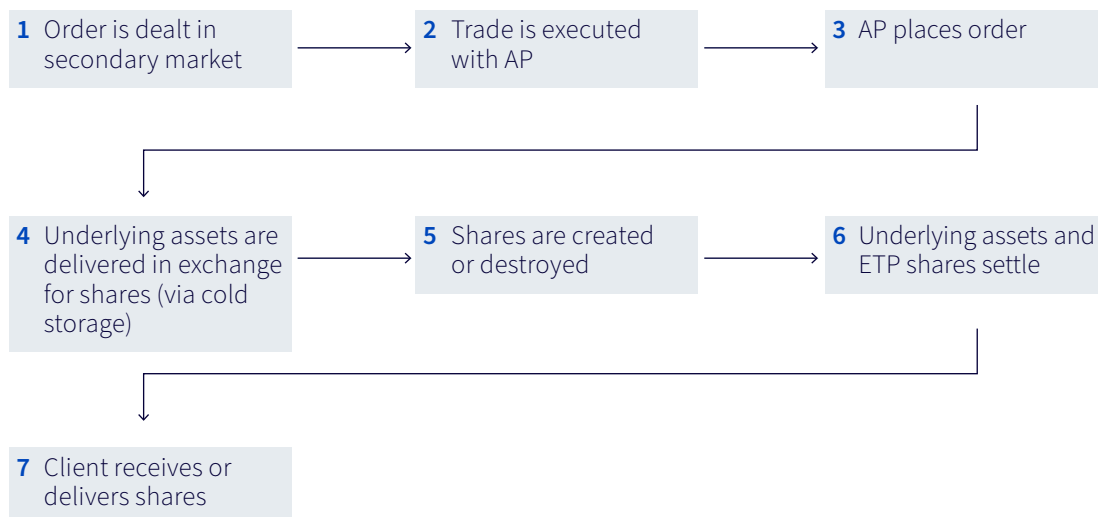 1 Order is dealt in
secondary market
2 Trade is executed
with AP
3 AP places order
4 Underlying assets are
delivered in exchange
for shares (via cold
storage)
5 Shares are created
or destroyed
6 Underlying assets and
ETP shares settle
7 Client receives or
delivers shares